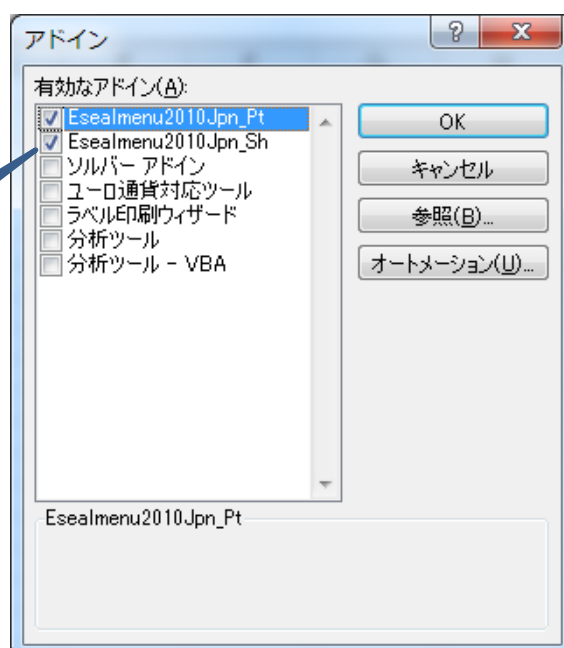 アドイン
有効なアドイン(A):
Esealmenu2010Jpn_Pt
Esealmenu2010Jpn_Sh
ソルバー アドイン
ユーロ通貨対応ツール
ラベル印刷ウィザード
分析ツール
分析ツール - VBA
OK
キャンセル
参照(B)...
オートメーション(U)...
Esealmenu2010Jpn_Pt